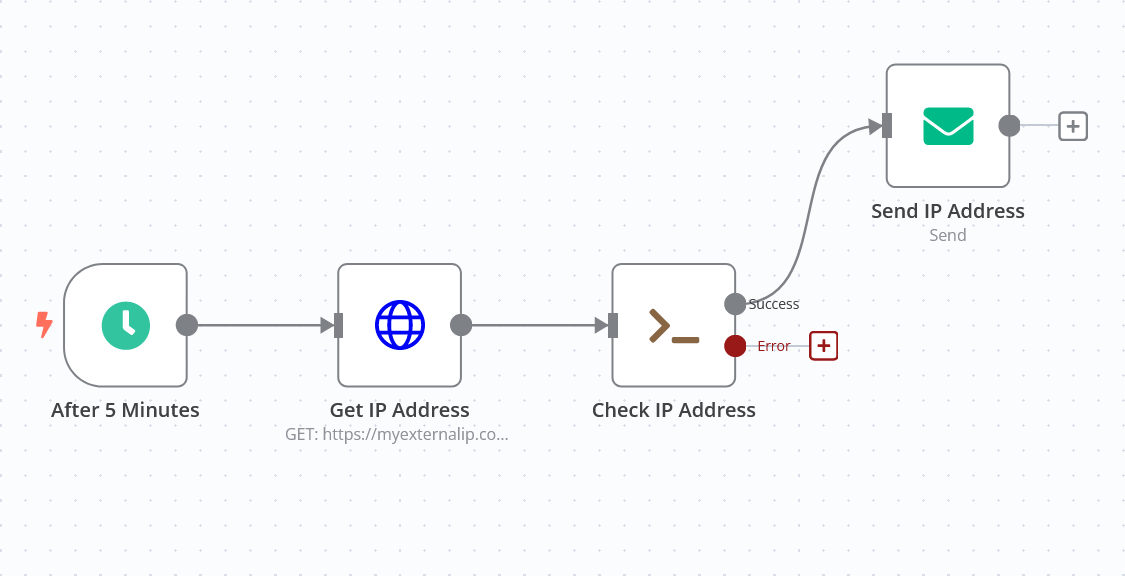 Send IP Address
Send
Success
Error
After 5 Minutes
Get IP Address
GET: https://myexternalip.co...
Check IP Address